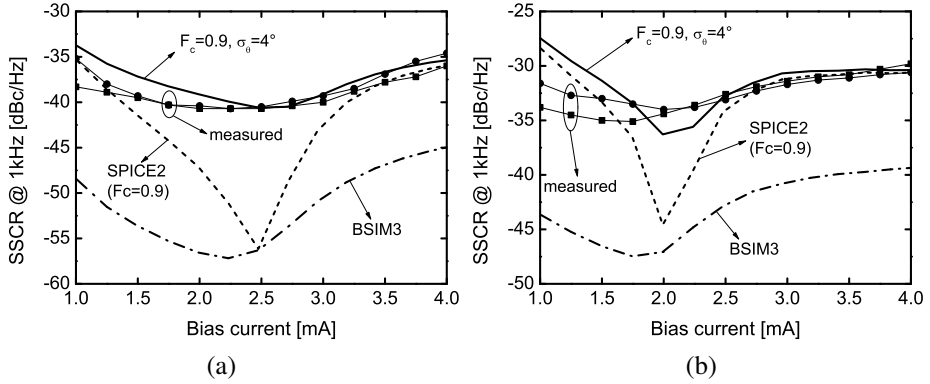 -30
-35
-40
-45
-50
-55
-60
SSCR @ 1kHz [dBc/Hz]
F_c=0.9, σ_θ=4°
measured
SPICE2
(Fc=0.9)
BSIM3
1.0 1.5 2.0 2.5 3.0 3.5 4.0
Bias current [mA]
(a)
-25
-30
-35
-40
-45
-50
SSCR @ 1kHz [dBc/Hz]
F_c=0.9, σ_θ=4°
SPICE2
(Fc=0.9)
measured
BSIM3
1.0 1.5 2.0 2.5 3.0 3.5 4.0
Bias current [mA]
(b)